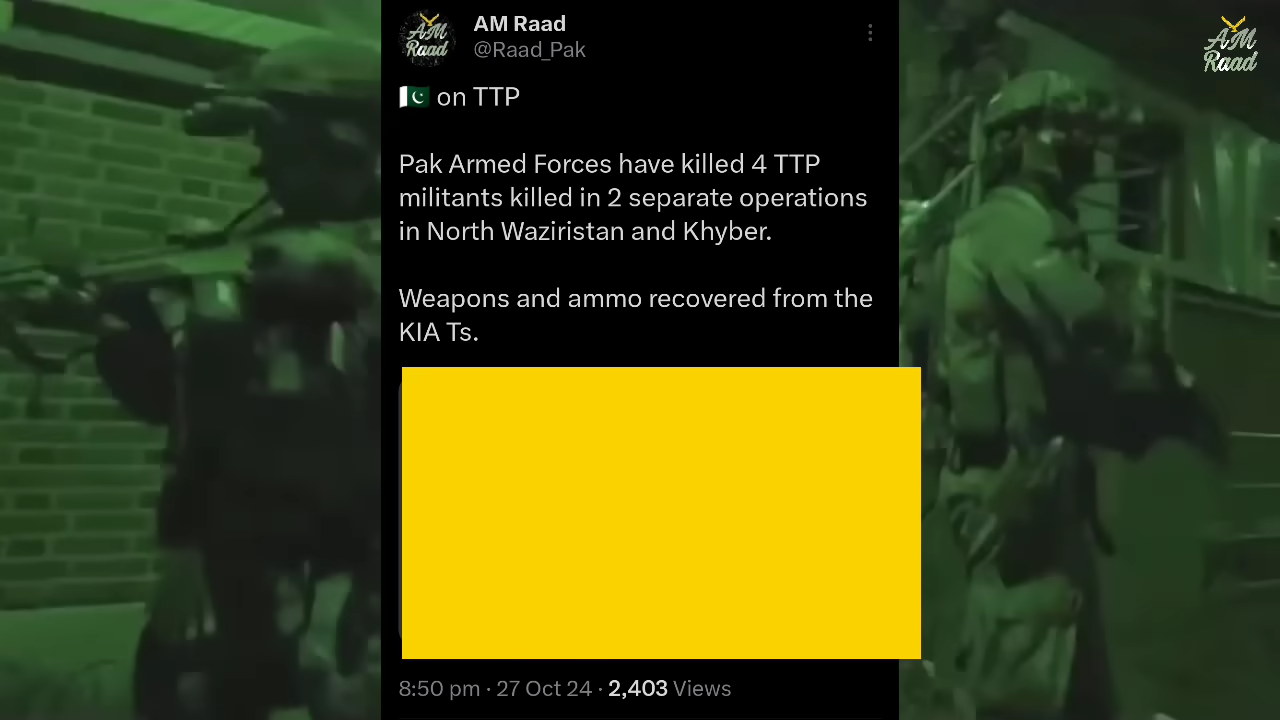 AM Raad
@Raad_Pak
🇵🇰 on TTP
Pak Armed Forces have killed 4 TTP
militants killed in 2 separate operations
in North Waziristan and Khyber.
Weapons and ammo recovered from the
KIA Ts.
8:50 pm · 27 Oct 24 · 2,403 Views
AM
Raad
AM
Raad